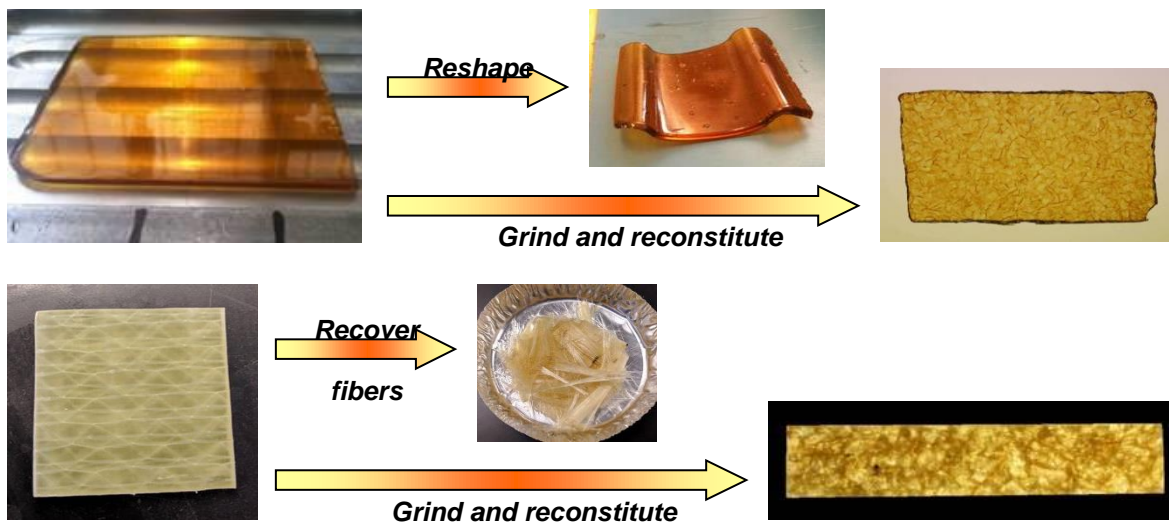 Reshape
Grind and reconstitute
Recover
fibers
Grind and reconstitute